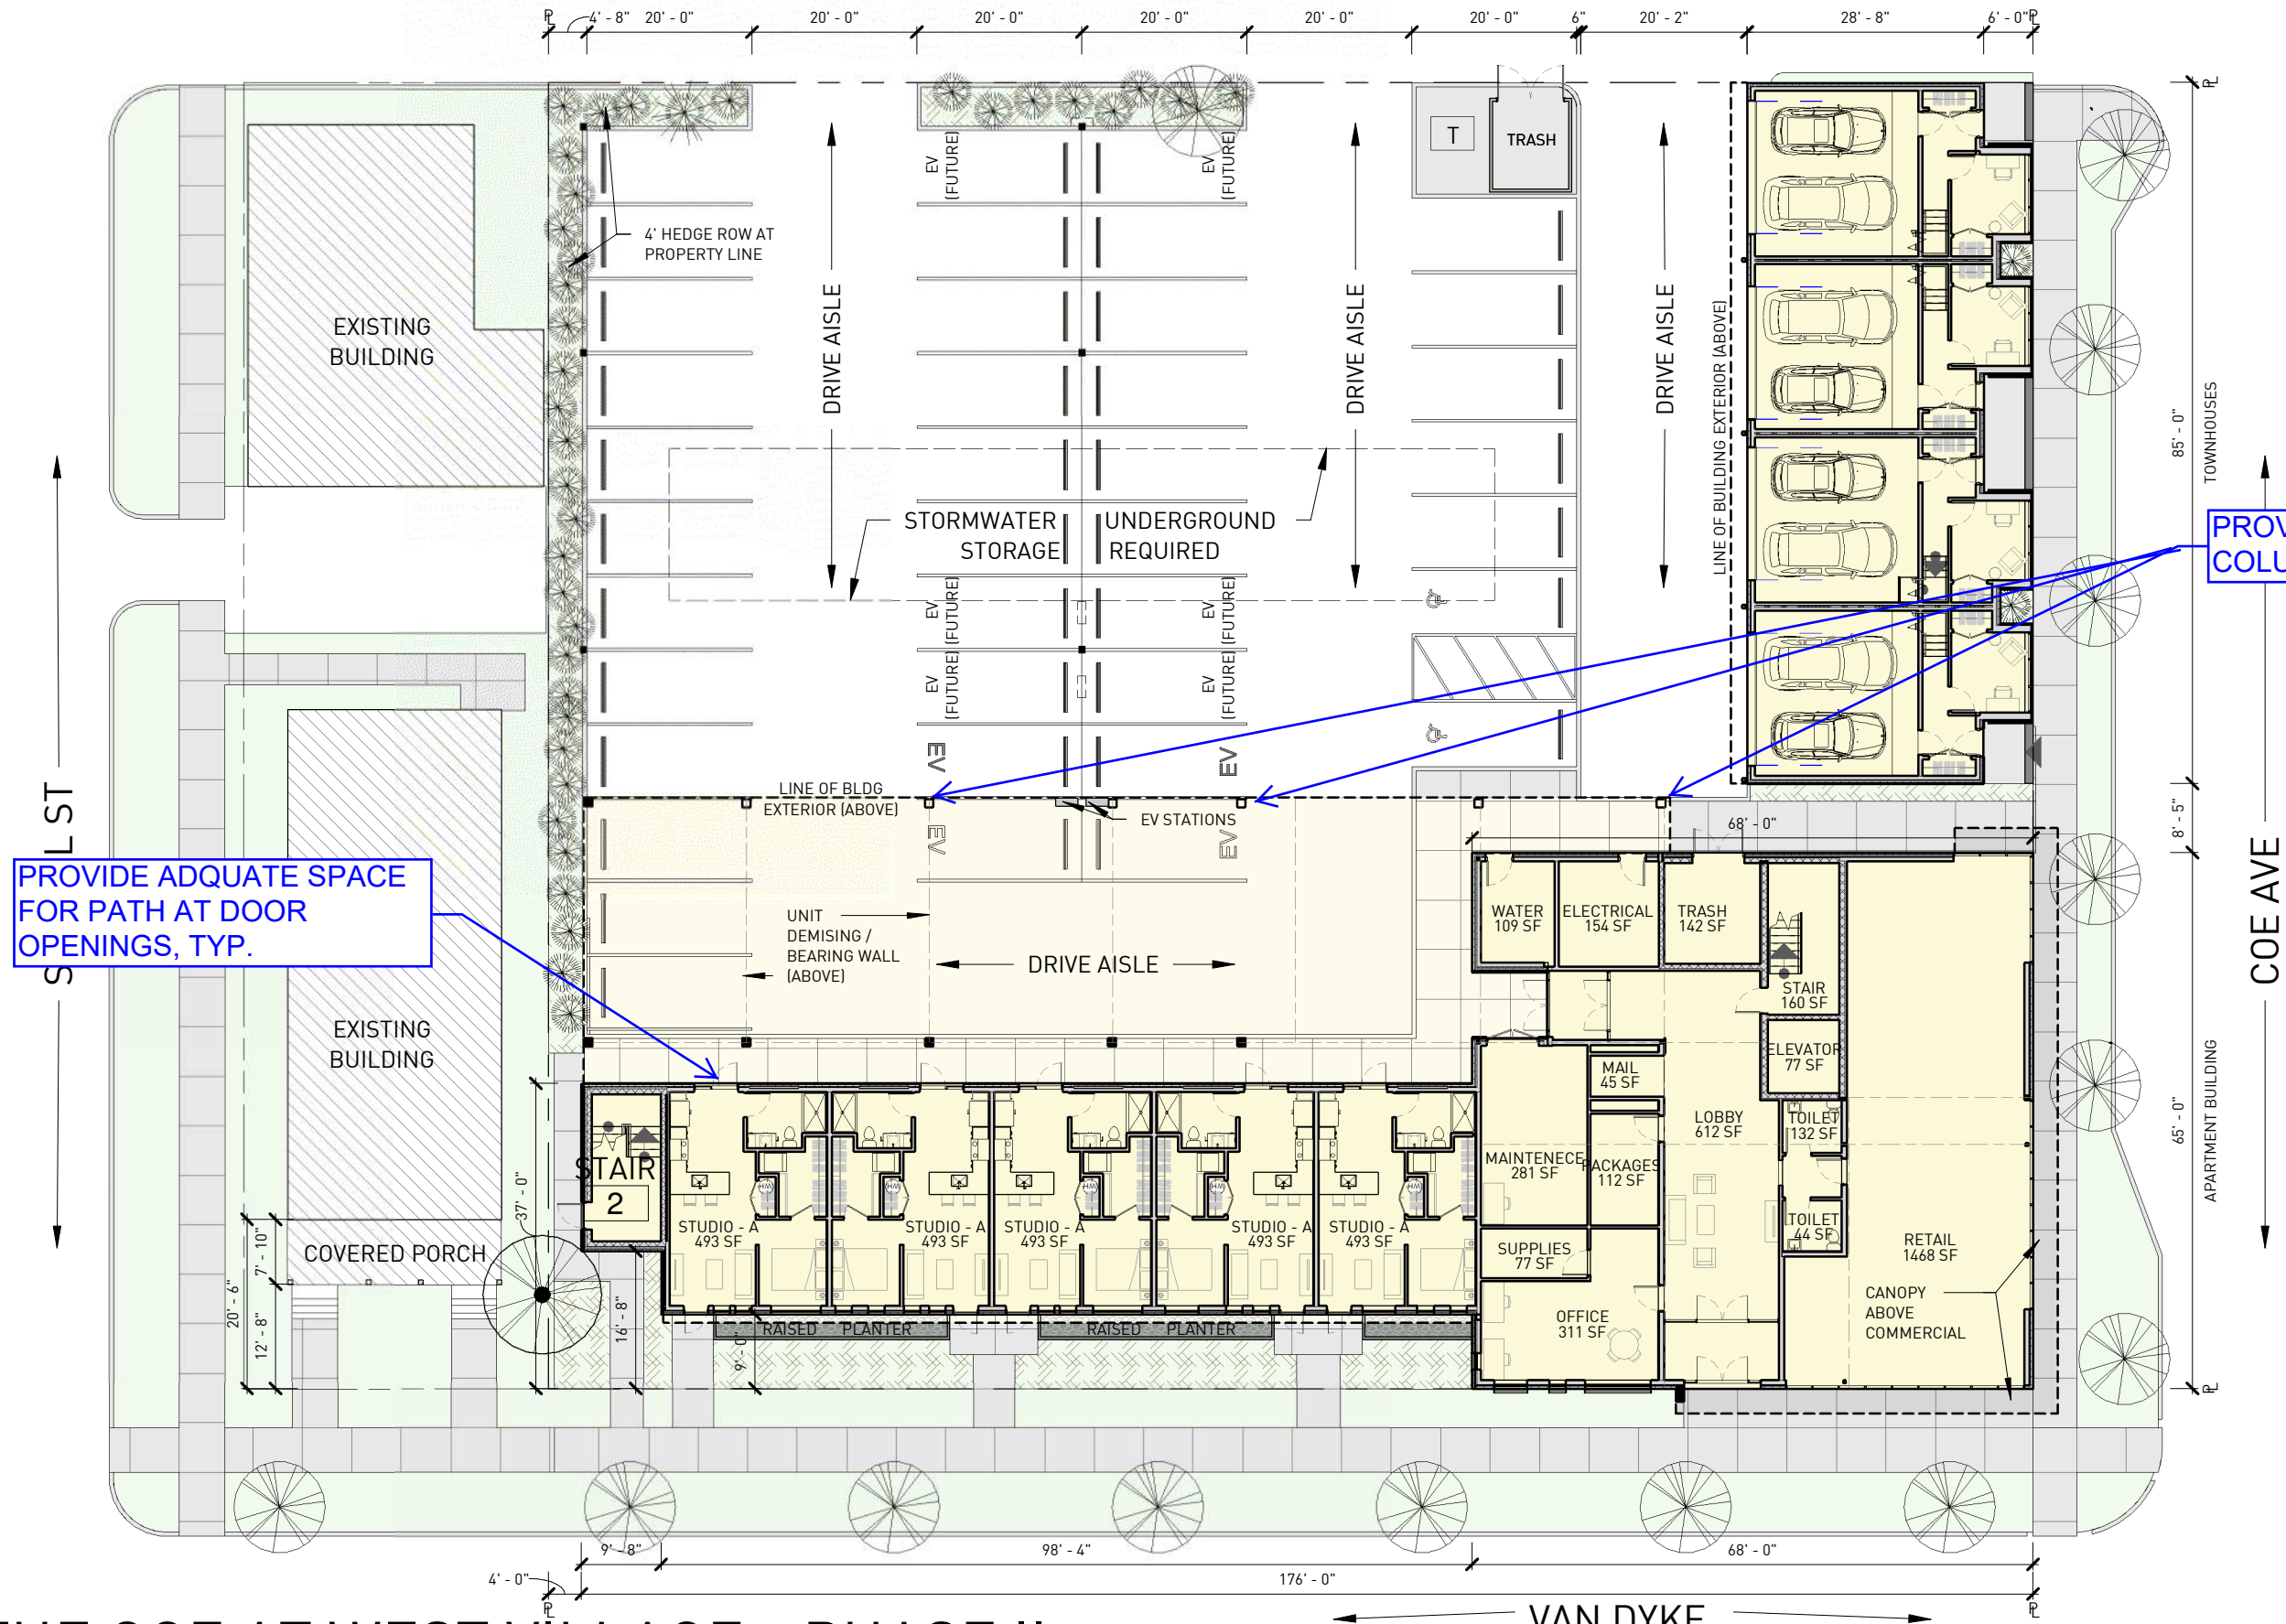 ℄ 4' - 8" 20' - 0" 20' - 0" 20' - 0" 20' - 0" 20' - 0" 20' - 0" 6" 20' - 2" 28' - 8" 6' - 0" ℄
T
TRASH
EV (FUTURE)
EV (FUTURE)
4' HEDGE ROW AT
PROPERTY LINE
DRIVE AISLE
DRIVE AISLE
DRIVE AISLE
LINE OF BUILDING EXTERIOR (ABOVE)
EXISTING
BUILDING
85' - 0"
TOWNHOUSES
STORMWATER
STORAGE
UNDERGROUND
REQUIRED
EV (FUTURE)
EV (FUTURE)
EV (FUTURE)
EV (FUTURE)
EV
EV
LINE OF BLDG
EXTERIOR (ABOVE)
EV STATIONS
EV
EV
68' - 0"
8' - 5"
COE AVE
ST
PROVIDE ADQUATE SPACE
FOR PATH AT DOOR
OPENINGS, TYP.
UNIT
DEMISING /
BEARING WALL
(ABOVE)
DRIVE AISLE
WATER
109 SF
ELECTRICAL
154 SF
TRASH
142 SF
STAIR
160 SF
ELEVATOR
77 SF
MAIL
45 SF
LOBBY
612 SF
TOILET
132 SF
MAINTENECE
281 SF
PACKAGES
112 SF
TOILET
44 SF
RETAIL
1468 SF
SUPPLIES
77 SF
OFFICE
311 SF
CANOPY
ABOVE
COMMERCIAL
65' - 0"
APARTMENT BUILDING
EXISTING
BUILDING
COVERED PORCH
STAIR
2
STUDIO - A
493 SF
STUDIO - A
493 SF
STUDIO - A
493 SF
STUDIO - A
493 SF
STUDIO - A
493 SF
RAISED PLANTER
RAISED PLANTER
37' - 0"
20' - 6"
7' - 10"
12' - 8"
16' - 8"
9' - 0"
9' - 8" 98' - 4" 68' - 0"
4' - 0" 176' - 0"
VAN DYKE